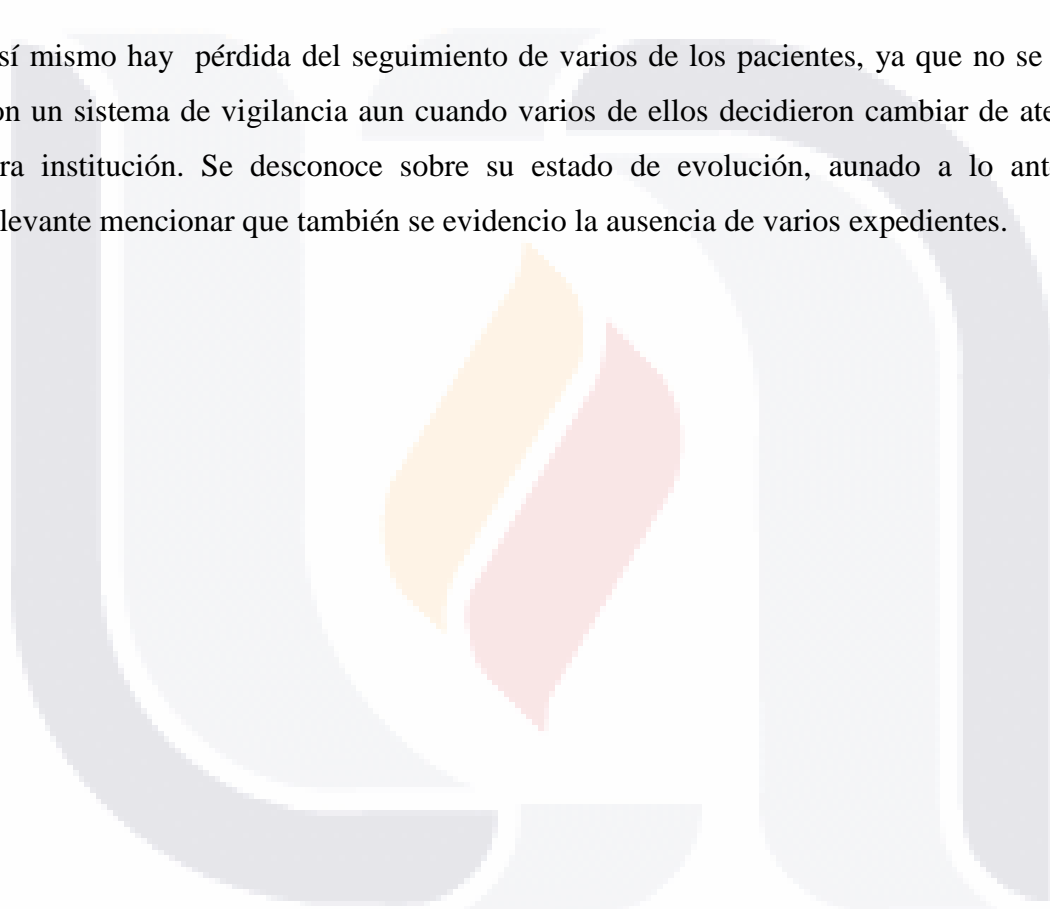 sí mismo hay pérdida del seguimiento de varios de los pacientes, ya que no se
on un sistema de vigilancia aun cuando varios de ellos decidieron cambiar de ate
ra institución. Se desconoce sobre su estado de evolución, aunado a lo ant
levante mencionar que también se evidencio la ausencia de varios expedientes.